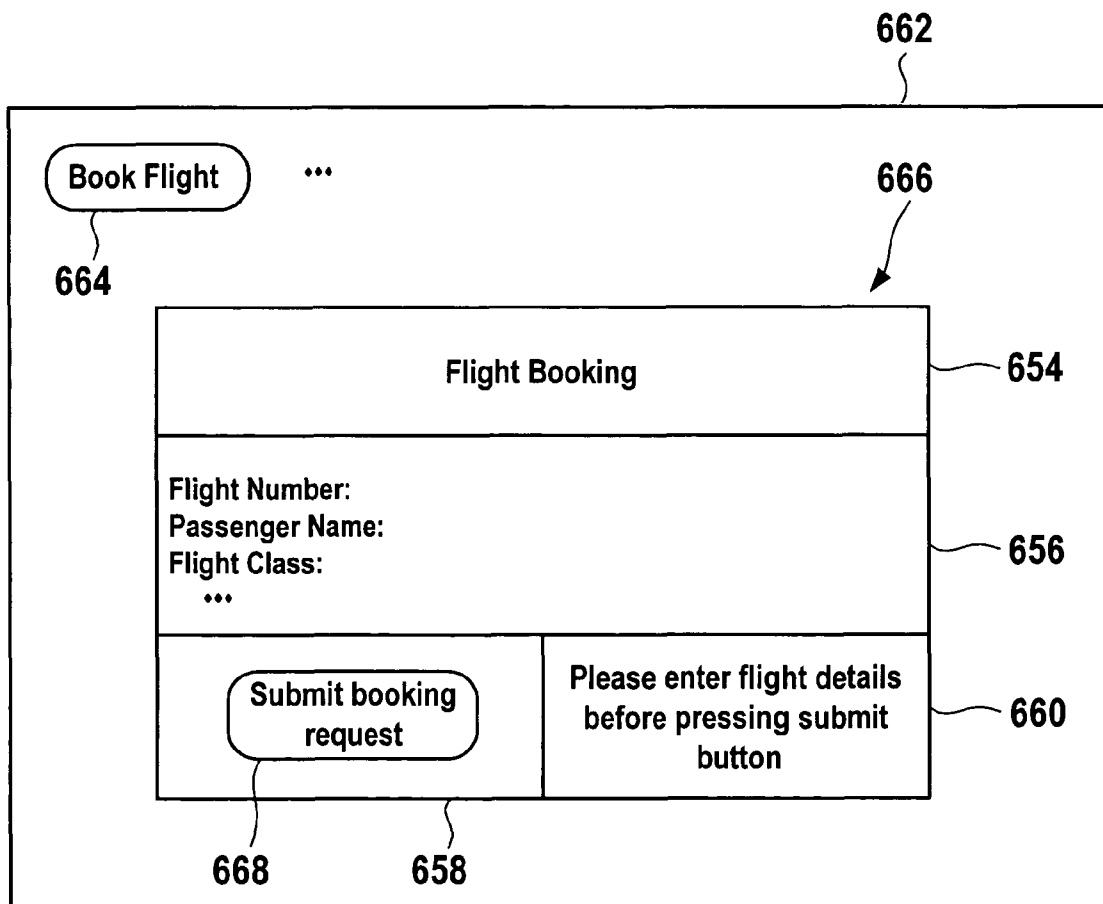 662
Book Flight •••
666
664
Flight Booking
654
Flight Number:
Passenger Name:
Flight Class:
•••
656
Submit booking
request
Please enter flight details
before pressing submit
button
660
668
658